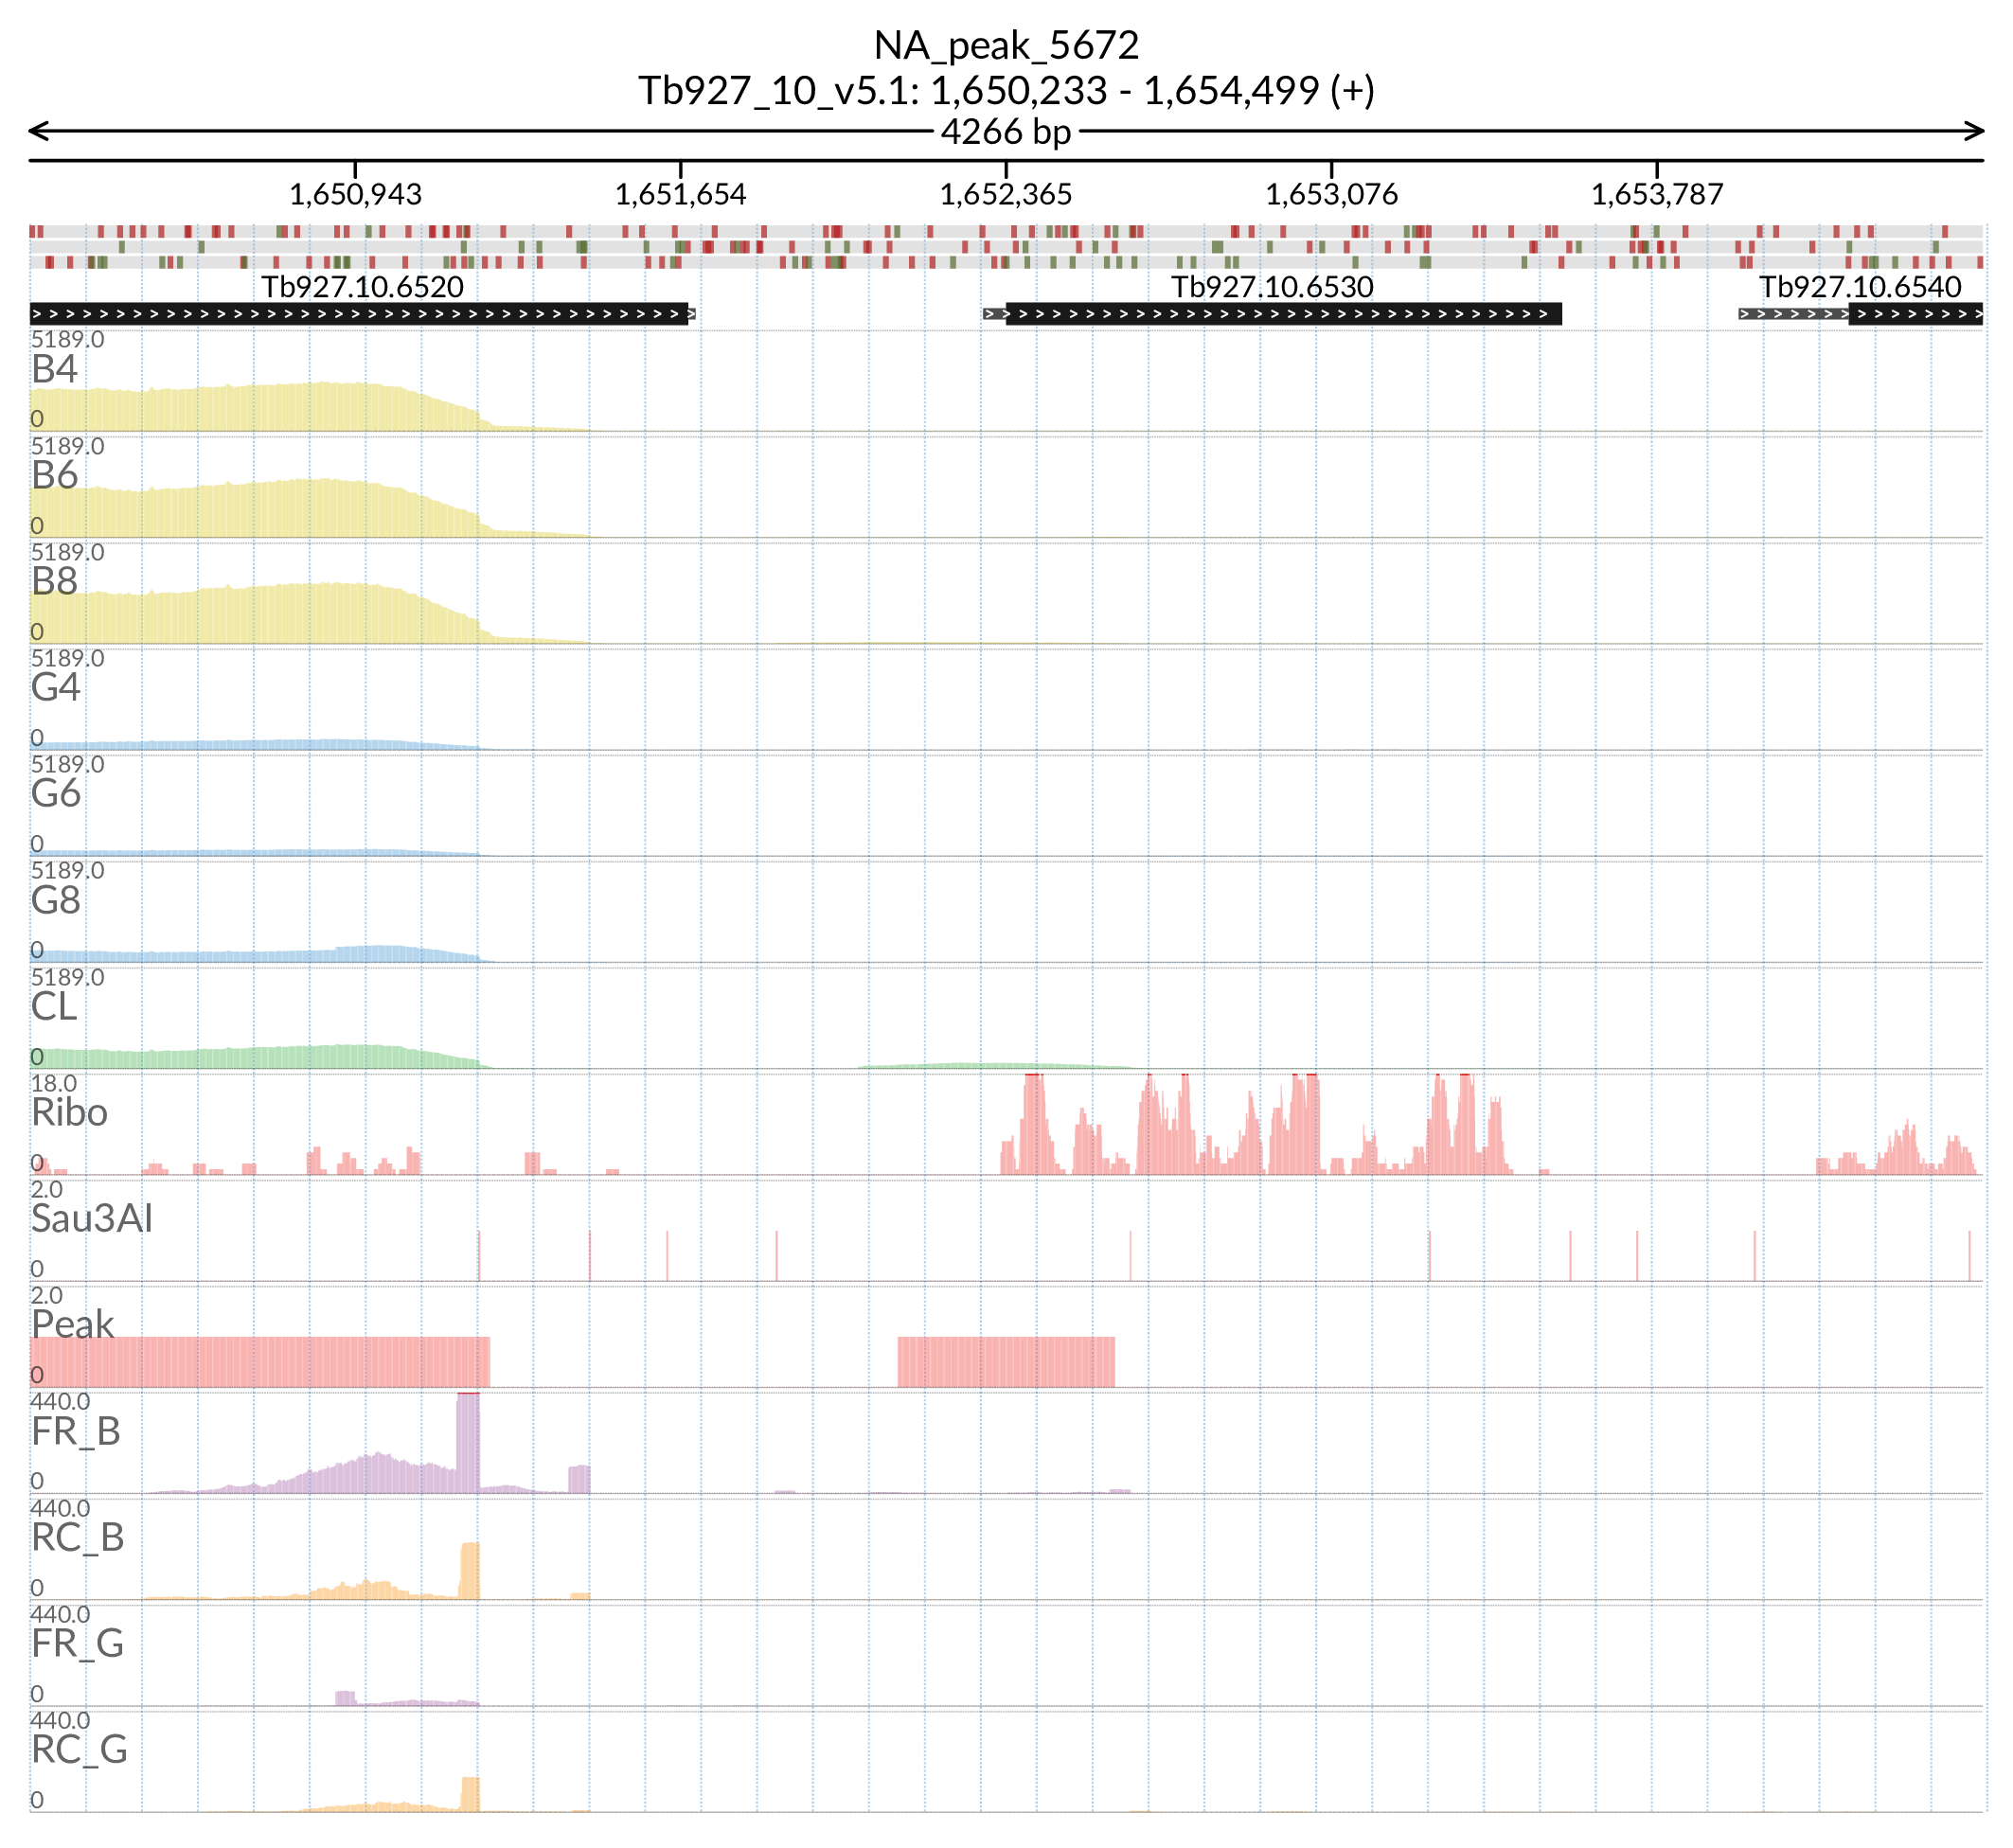 NA_peak_5672
Tb927_10_v5.1: 1,650,233 - 1,654,499 (+)
4266 bp
1,650,943 1,651,654 1,652,365 1,653,076 1,653,787
Tb927.10.6520 Tb927.10.6530 Tb927.10.6540
5189.0
B4
0
5189.0
B6
0
5189.0
B8
0
5189.0
G4
0
5189.0
G6
0
5189.0
G8
0
5189.0
CL
0
18.0
Ribo
0
2.0
Sau3AI
0
2.0
Peak
0
440.0
FR_B
0
440.0
RC_B
0
440.0
FR_G
0
440.0
RC_G
0